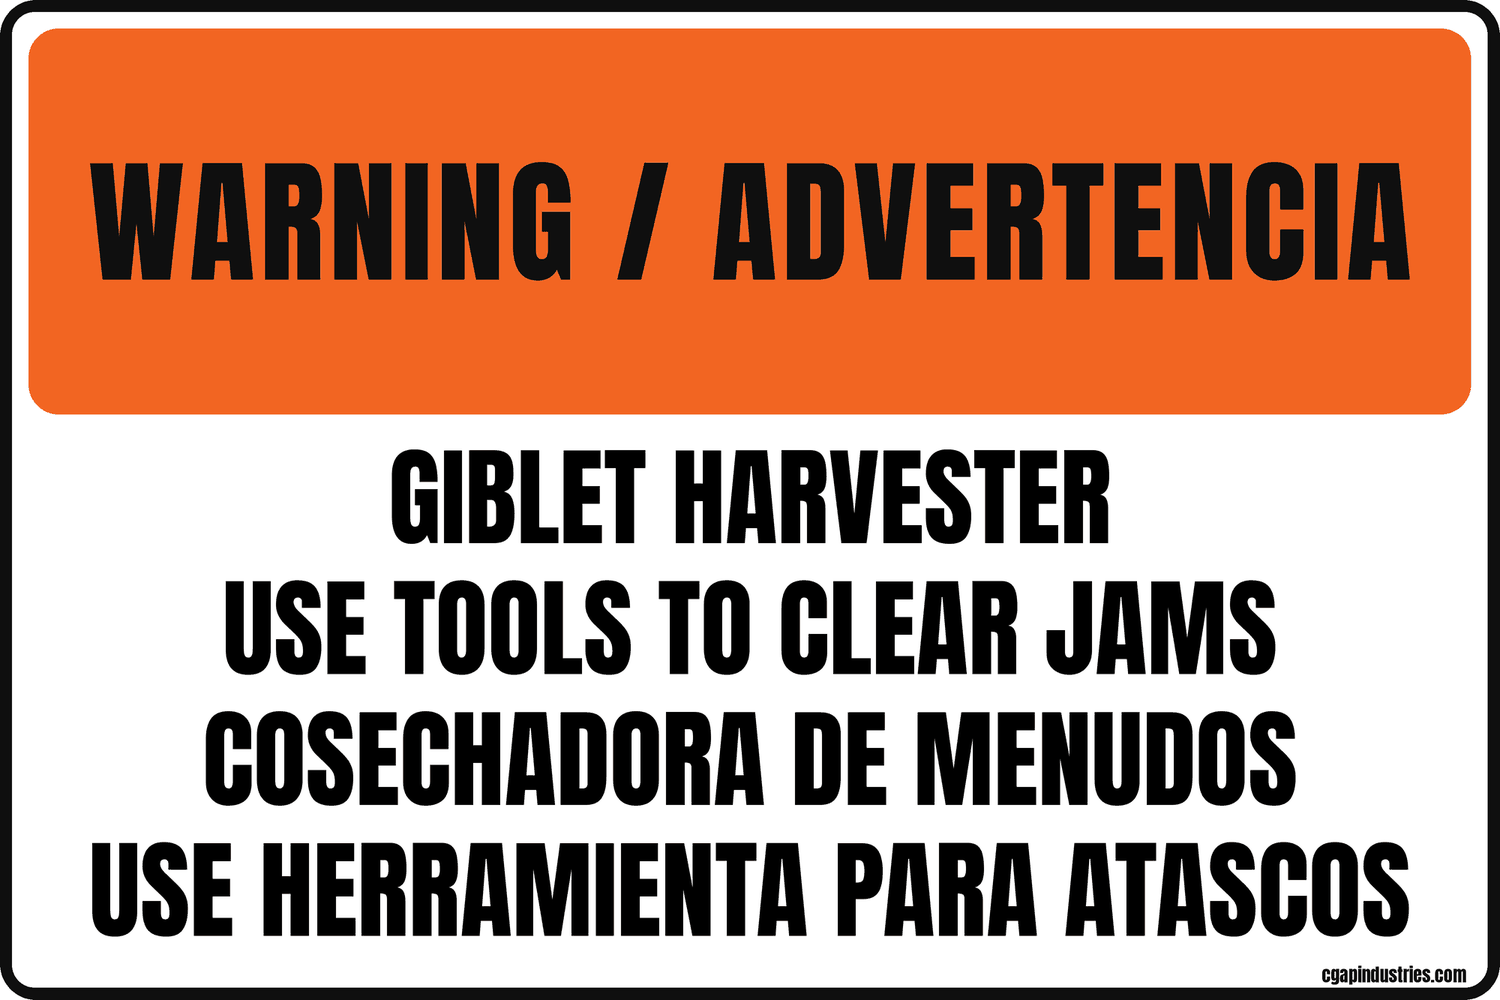 WARNING / ADVERTENCIA
GIBLET HARVESTER
USE TOOLS TO CLEAR JAMS
COSECHADORA DE MENUDOS
USE HERRAMIENTA PARA ATASCOS
cgapindustries.com